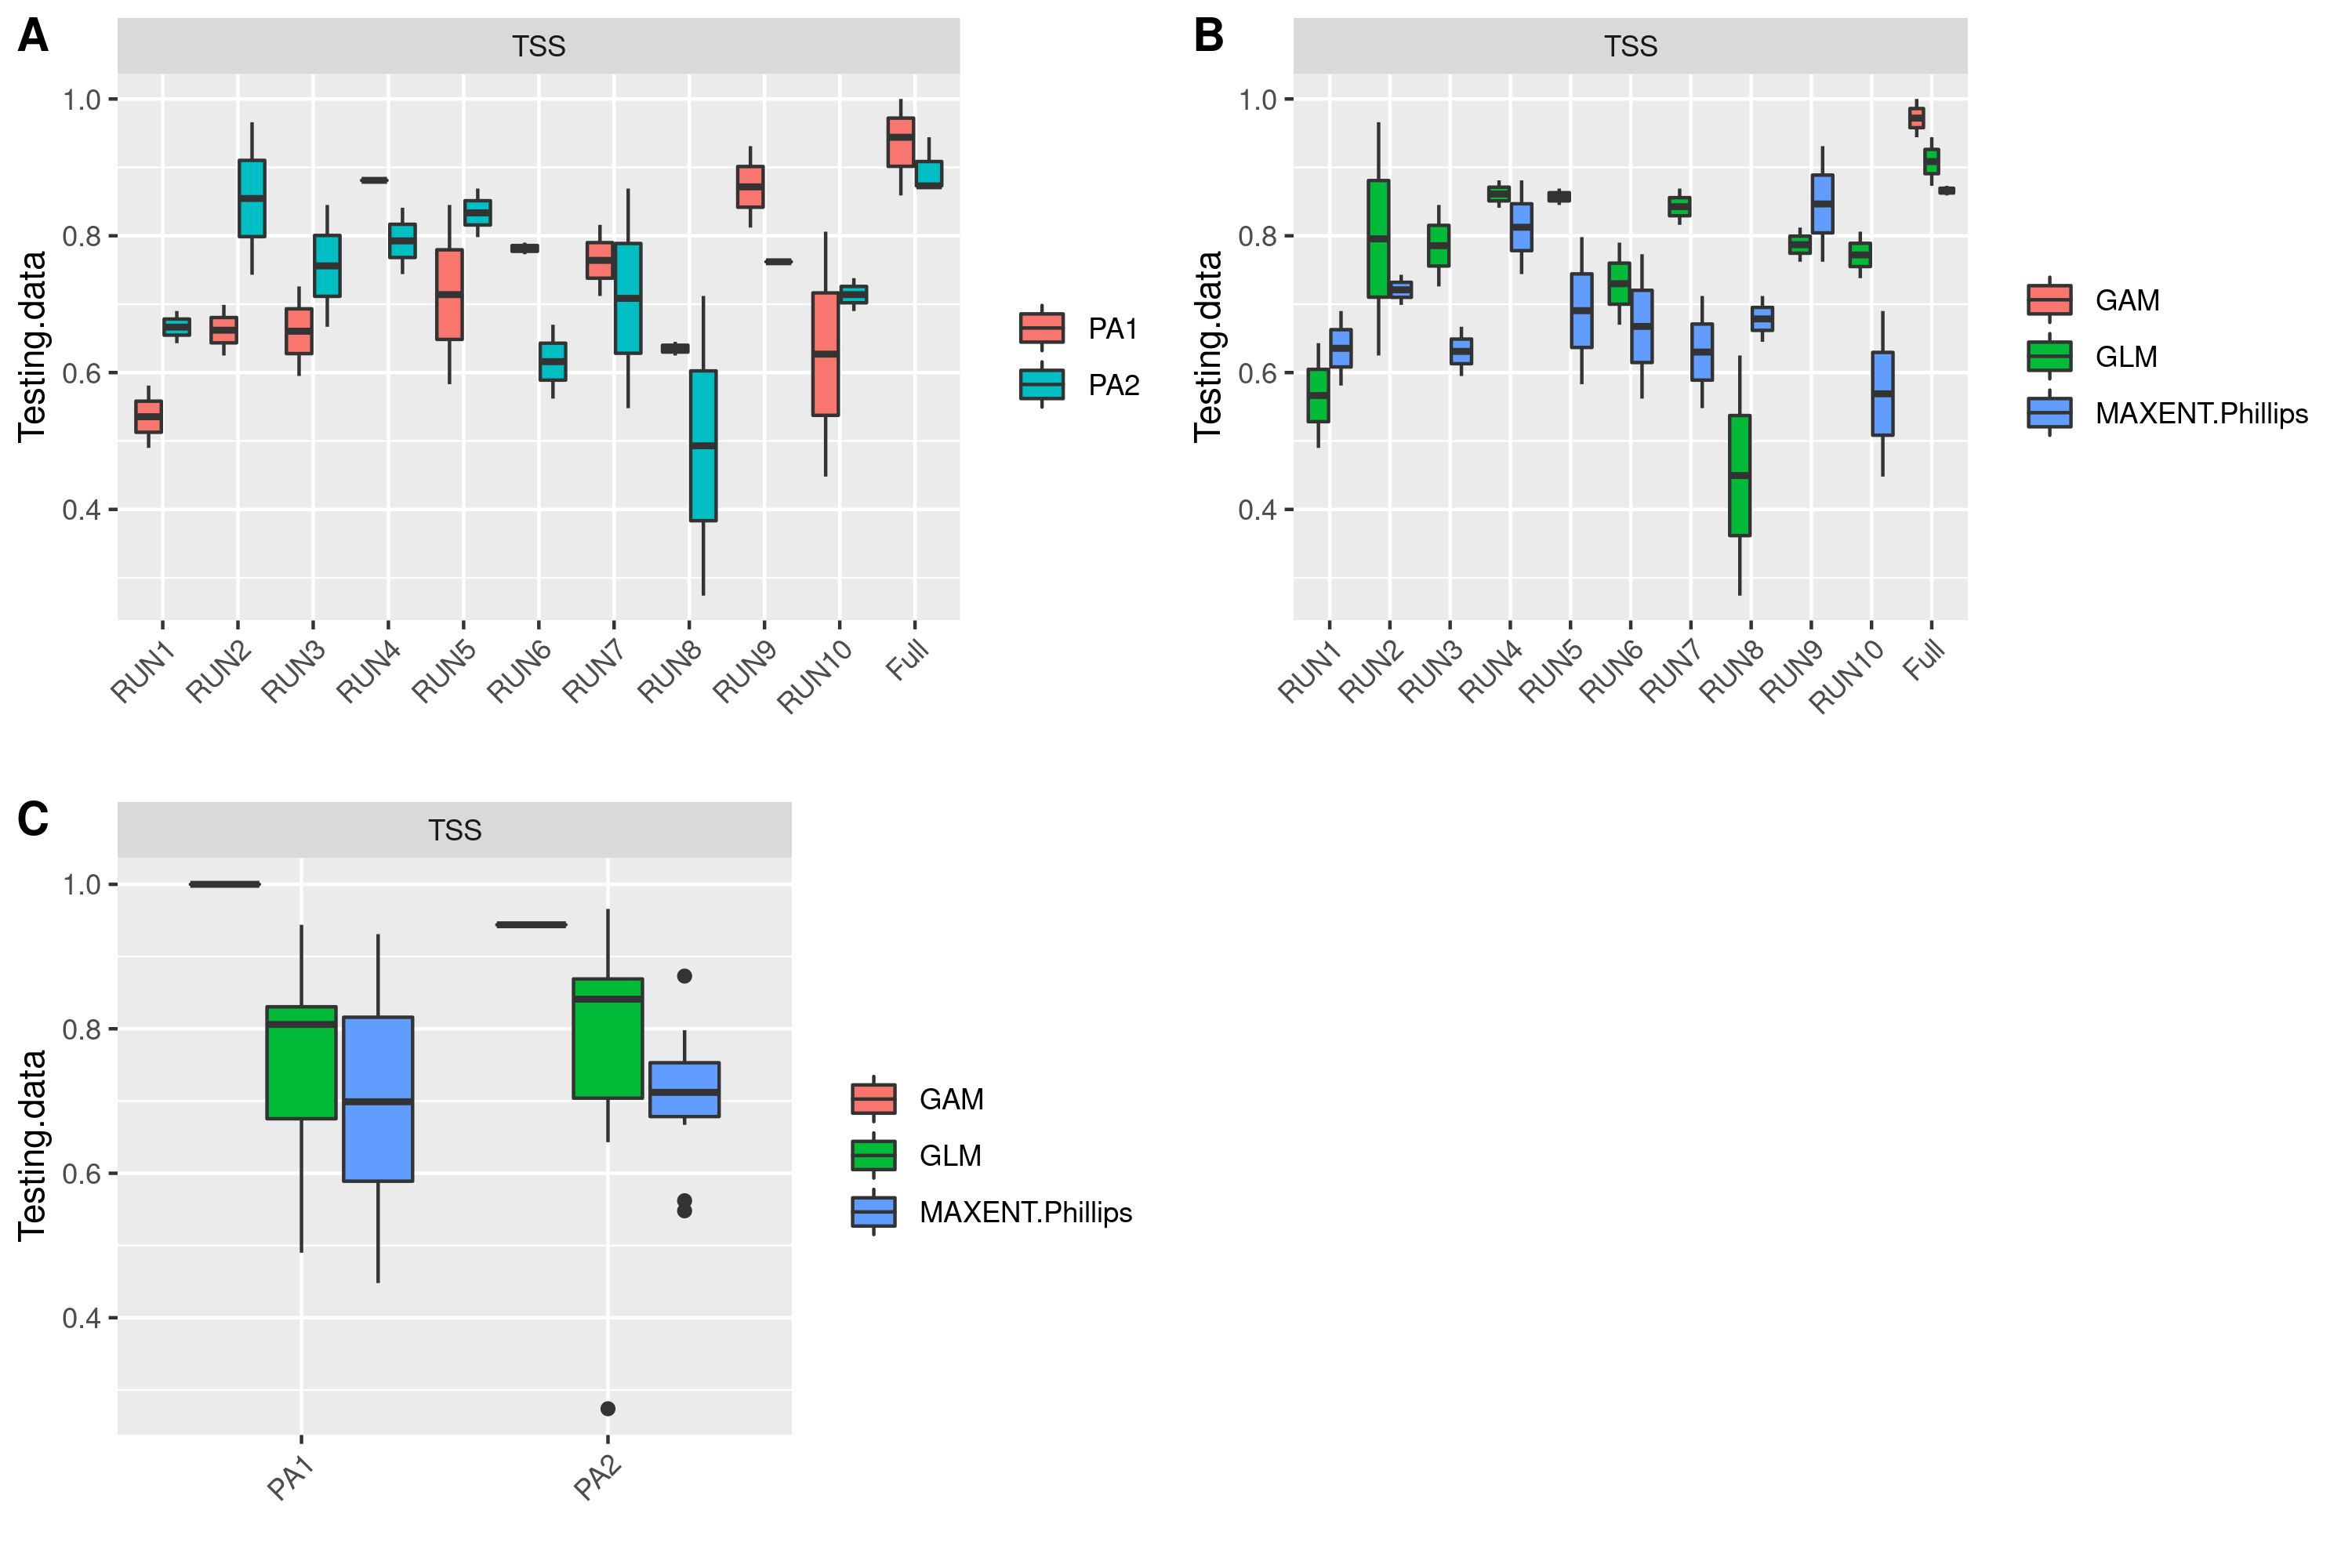 A
TSS
1.0
0.8
0.6
0.4
Testing.data
RUN1
RUN2
RUN3
RUN4
RUN5
RUN6
RUN7
RUN8
RUN9
RUN10
Full
PA1
PA2
B
TSS
1.0
0.8
0.6
0.4
Testing.data
RUN1
RUN2
RUN3
RUN4
RUN5
RUN6
RUN7
RUN8
RUN9
RUN10
Full
GAM
GLM
MAXENT.Phillips
C
TSS
1.0
0.8
0.6
0.4
Testing.data
PA1
PA2
GAM
GLM
MAXENT.Phillips